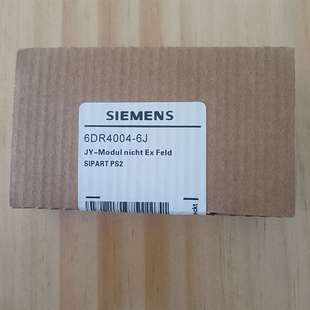 SIEMENS
6DR4004-6J
JY-Modul nicht Ex Feld
SIPART PS2